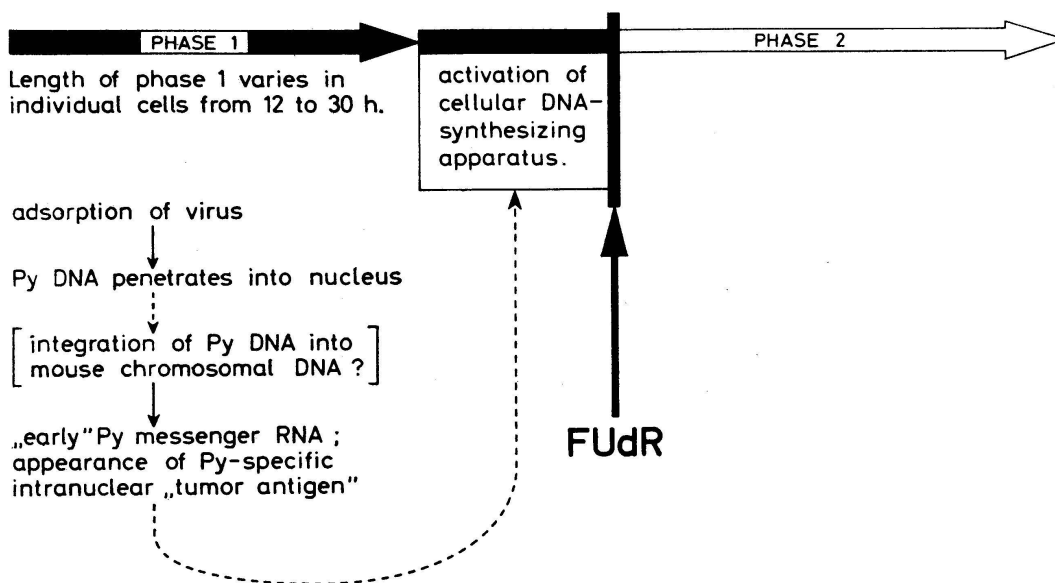 PHASE 1
PHASE 2
Length of phase 1 varies in
individual cells from 12 to 30 h.
activation of
cellular DNA-
synthesizing
apparatus.
adsorption of virus
Py DNA penetrates into nucleus
[integration of Py DNA into
mouse chromosomal DNA ?]
„early" Py messenger RNA ;
appearance of Py-specific
intranuclear „tumor antigen"
FUdR